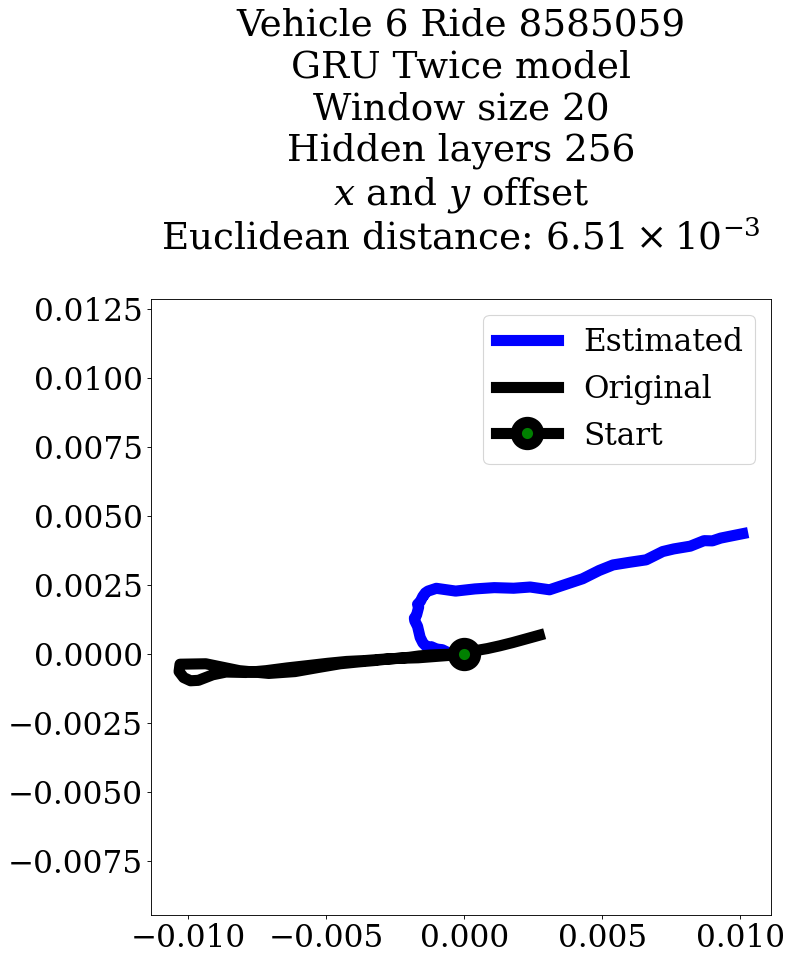 Vehicle 6 Ride 8585059
GRU Twice model
Window size 20
Hidden layers 256
x and y offset
Euclidean distance: 6.51 × 10⁻³
Estimated
Original
Start
0.0125
0.0100
0.0075
0.0050
0.0025
0.0000
−0.0025
−0.0050
−0.0075
−0.010 −0.005 0.000 0.005 0.010